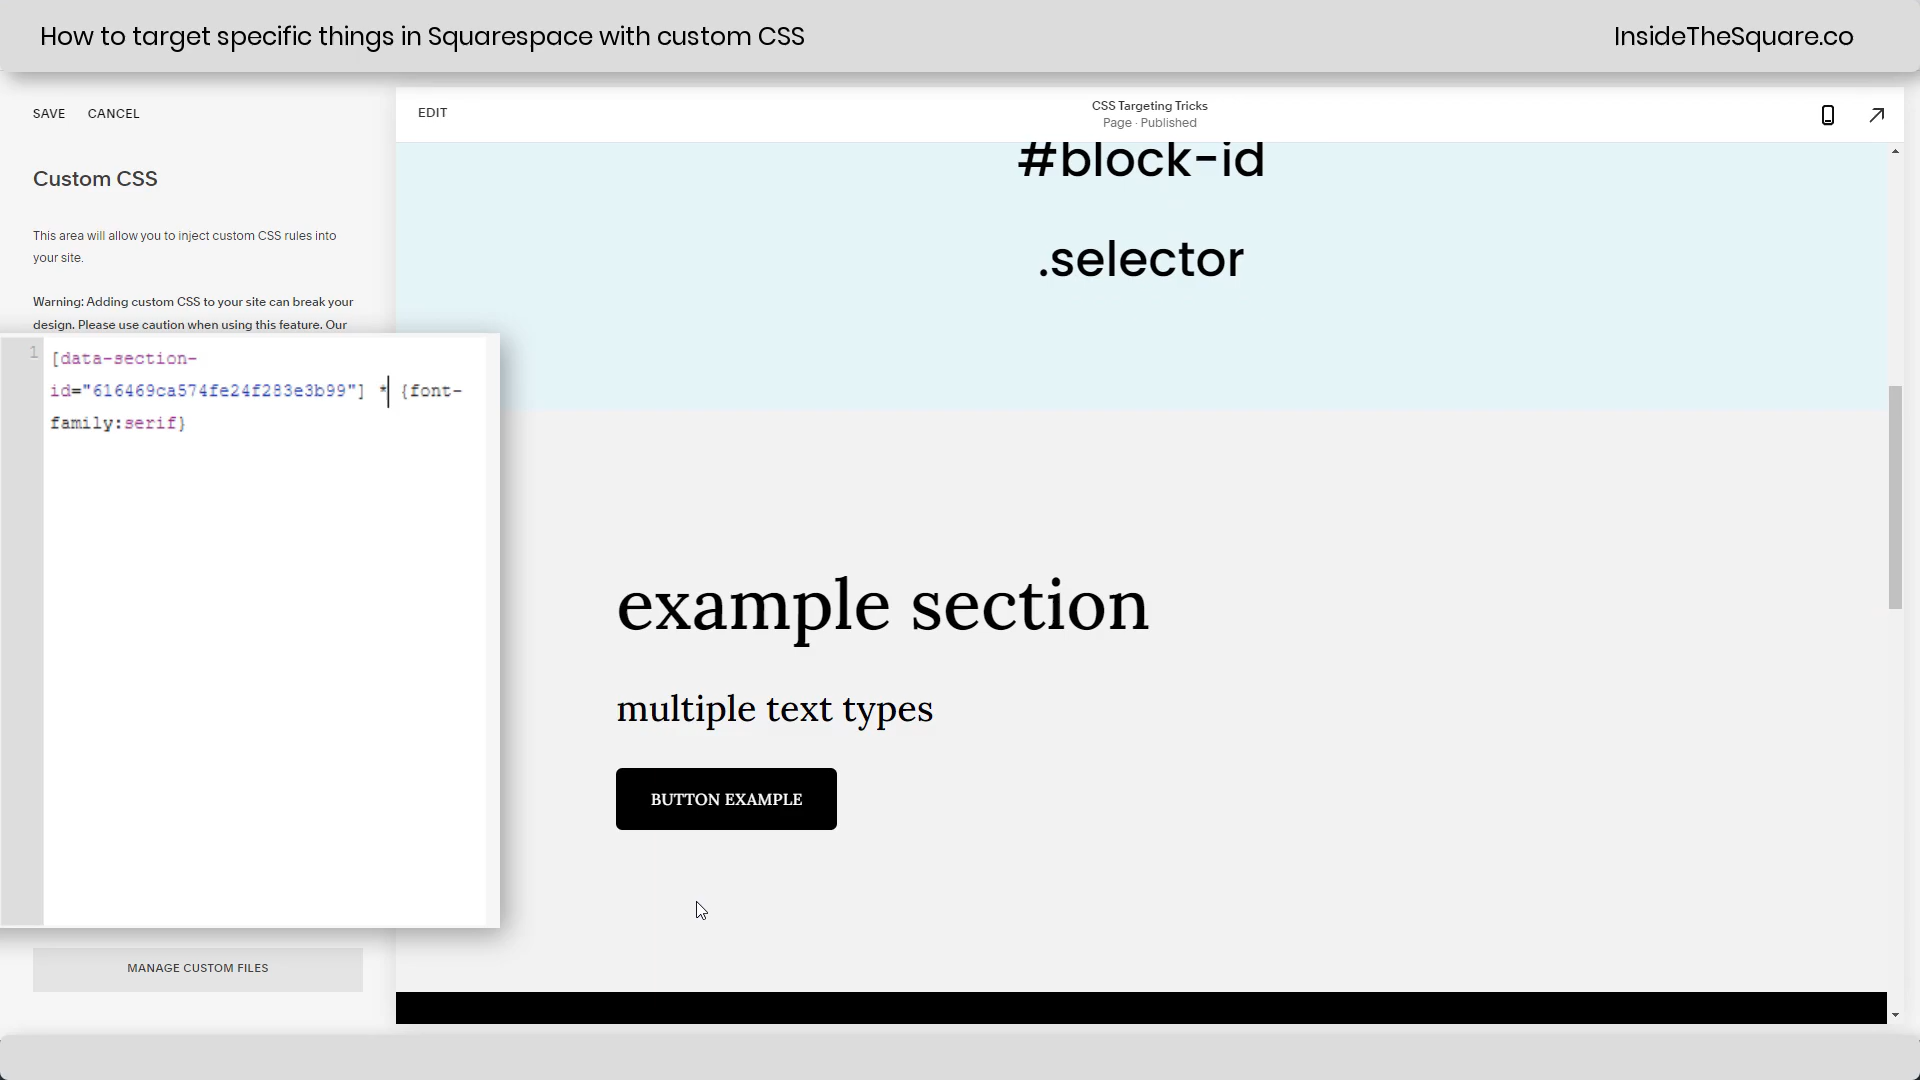 How to target specific things in Squarespace with custom CSS
InsideTheSquare.co
SAVE CANCEL
EDIT
CSS Targeting Tricks
Page · Published
Custom CSS
This area will allow you to inject custom CSS rules into
your site.
Warning: Adding custom CSS to your site can break your
design. Please use caution when using this feature. Our
1
[data-section-
id="616469ca574fe24f283e3b99"] * {font-
family:serif}
MANAGE CUSTOM FILES
#block-id
.selector
example section
multiple text types
BUTTON EXAMPLE